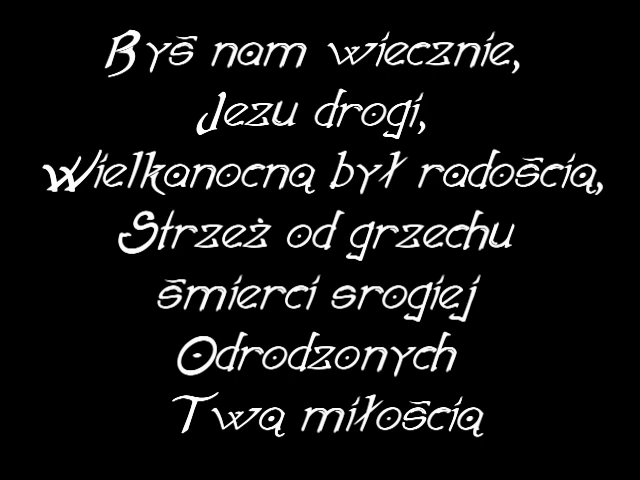 Byś nam wiecznie,
Jezu drogi,
Wielkanocną był radością,
Strzeż od grzechu
śmierci srogiej
Odrodzonych
Twą miłością